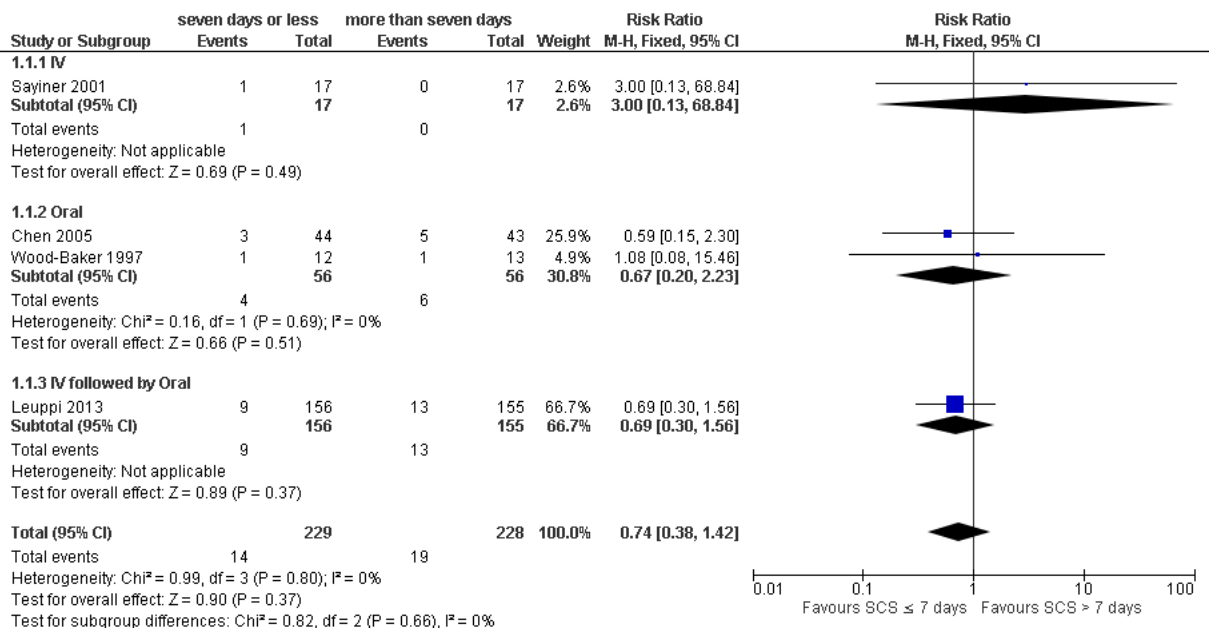 seven days or less more than seven days Risk Ratio Risk Ratio
Study or Subgroup Events Total Events Total Weight M-H, Fixed, 95% CI M-H, Fixed, 95% CI
1.1.1 IV
Sayiner 2001 1 17 0 17 2.6% 3.00 [0.13, 68.84]
Subtotal (95% CI) 17 17 2.6% 3.00 [0.13, 68.84]
Total events 1 0
Heterogeneity: Not applicable
Test for overall effect: Z = 0.69 (P = 0.49)
1.1.2 Oral
Chen 2005 3 44 5 43 25.9% 0.59 [0.15, 2.30]
Wood-Baker 1997 1 12 1 13 4.9% 1.08 [0.08, 15.46]
Subtotal (95% CI) 56 56 30.8% 0.67 [0.20, 2.23]
Total events 4 6
Heterogeneity: Chi² = 0.16, df = 1 (P = 0.69); I² = 0%
Test for overall effect: Z = 0.66 (P = 0.51)
1.1.3 IV followed by Oral
Leuppi 2013 9 156 13 155 66.7% 0.69 [0.30, 1.56]
Subtotal (95% CI) 156 155 66.7% 0.69 [0.30, 1.56]
Total events 9 13
Heterogeneity: Not applicable
Test for overall effect: Z = 0.89 (P = 0.37)
Total (95% CI) 229 228 100.0% 0.74 [0.38, 1.42]
Total events 14 19
Heterogeneity: Chi² = 0.99, df = 3 (P = 0.80); I² = 0%
Test for overall effect: Z = 0.90 (P = 0.37)
Test for subgroup differences: Chi² = 0.82, df = 2 (P = 0.66), I² = 0%
0.01 0.1 1 10 100
Favours SCS ≤ 7 days Favours SCS > 7 days